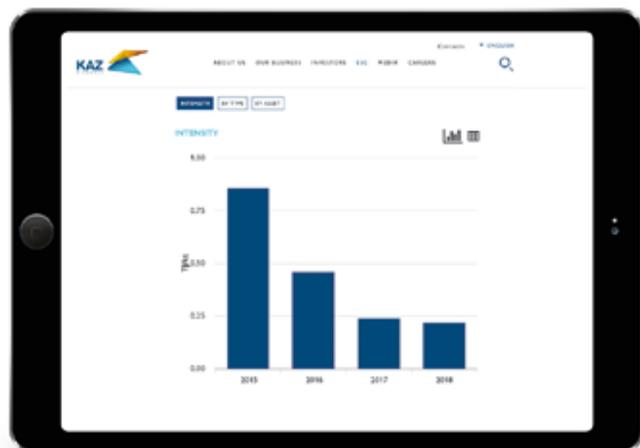 Contacts ENGLISH
KAZ
ABOUT US OUR BUSINESS INVESTORS ESG MEDIA CAREERS
INTENSITY BY TYPE BY ASSET
INTENSITY
1.00
0.75
0.50
0.25
0.00
2015 2016 2017 2018